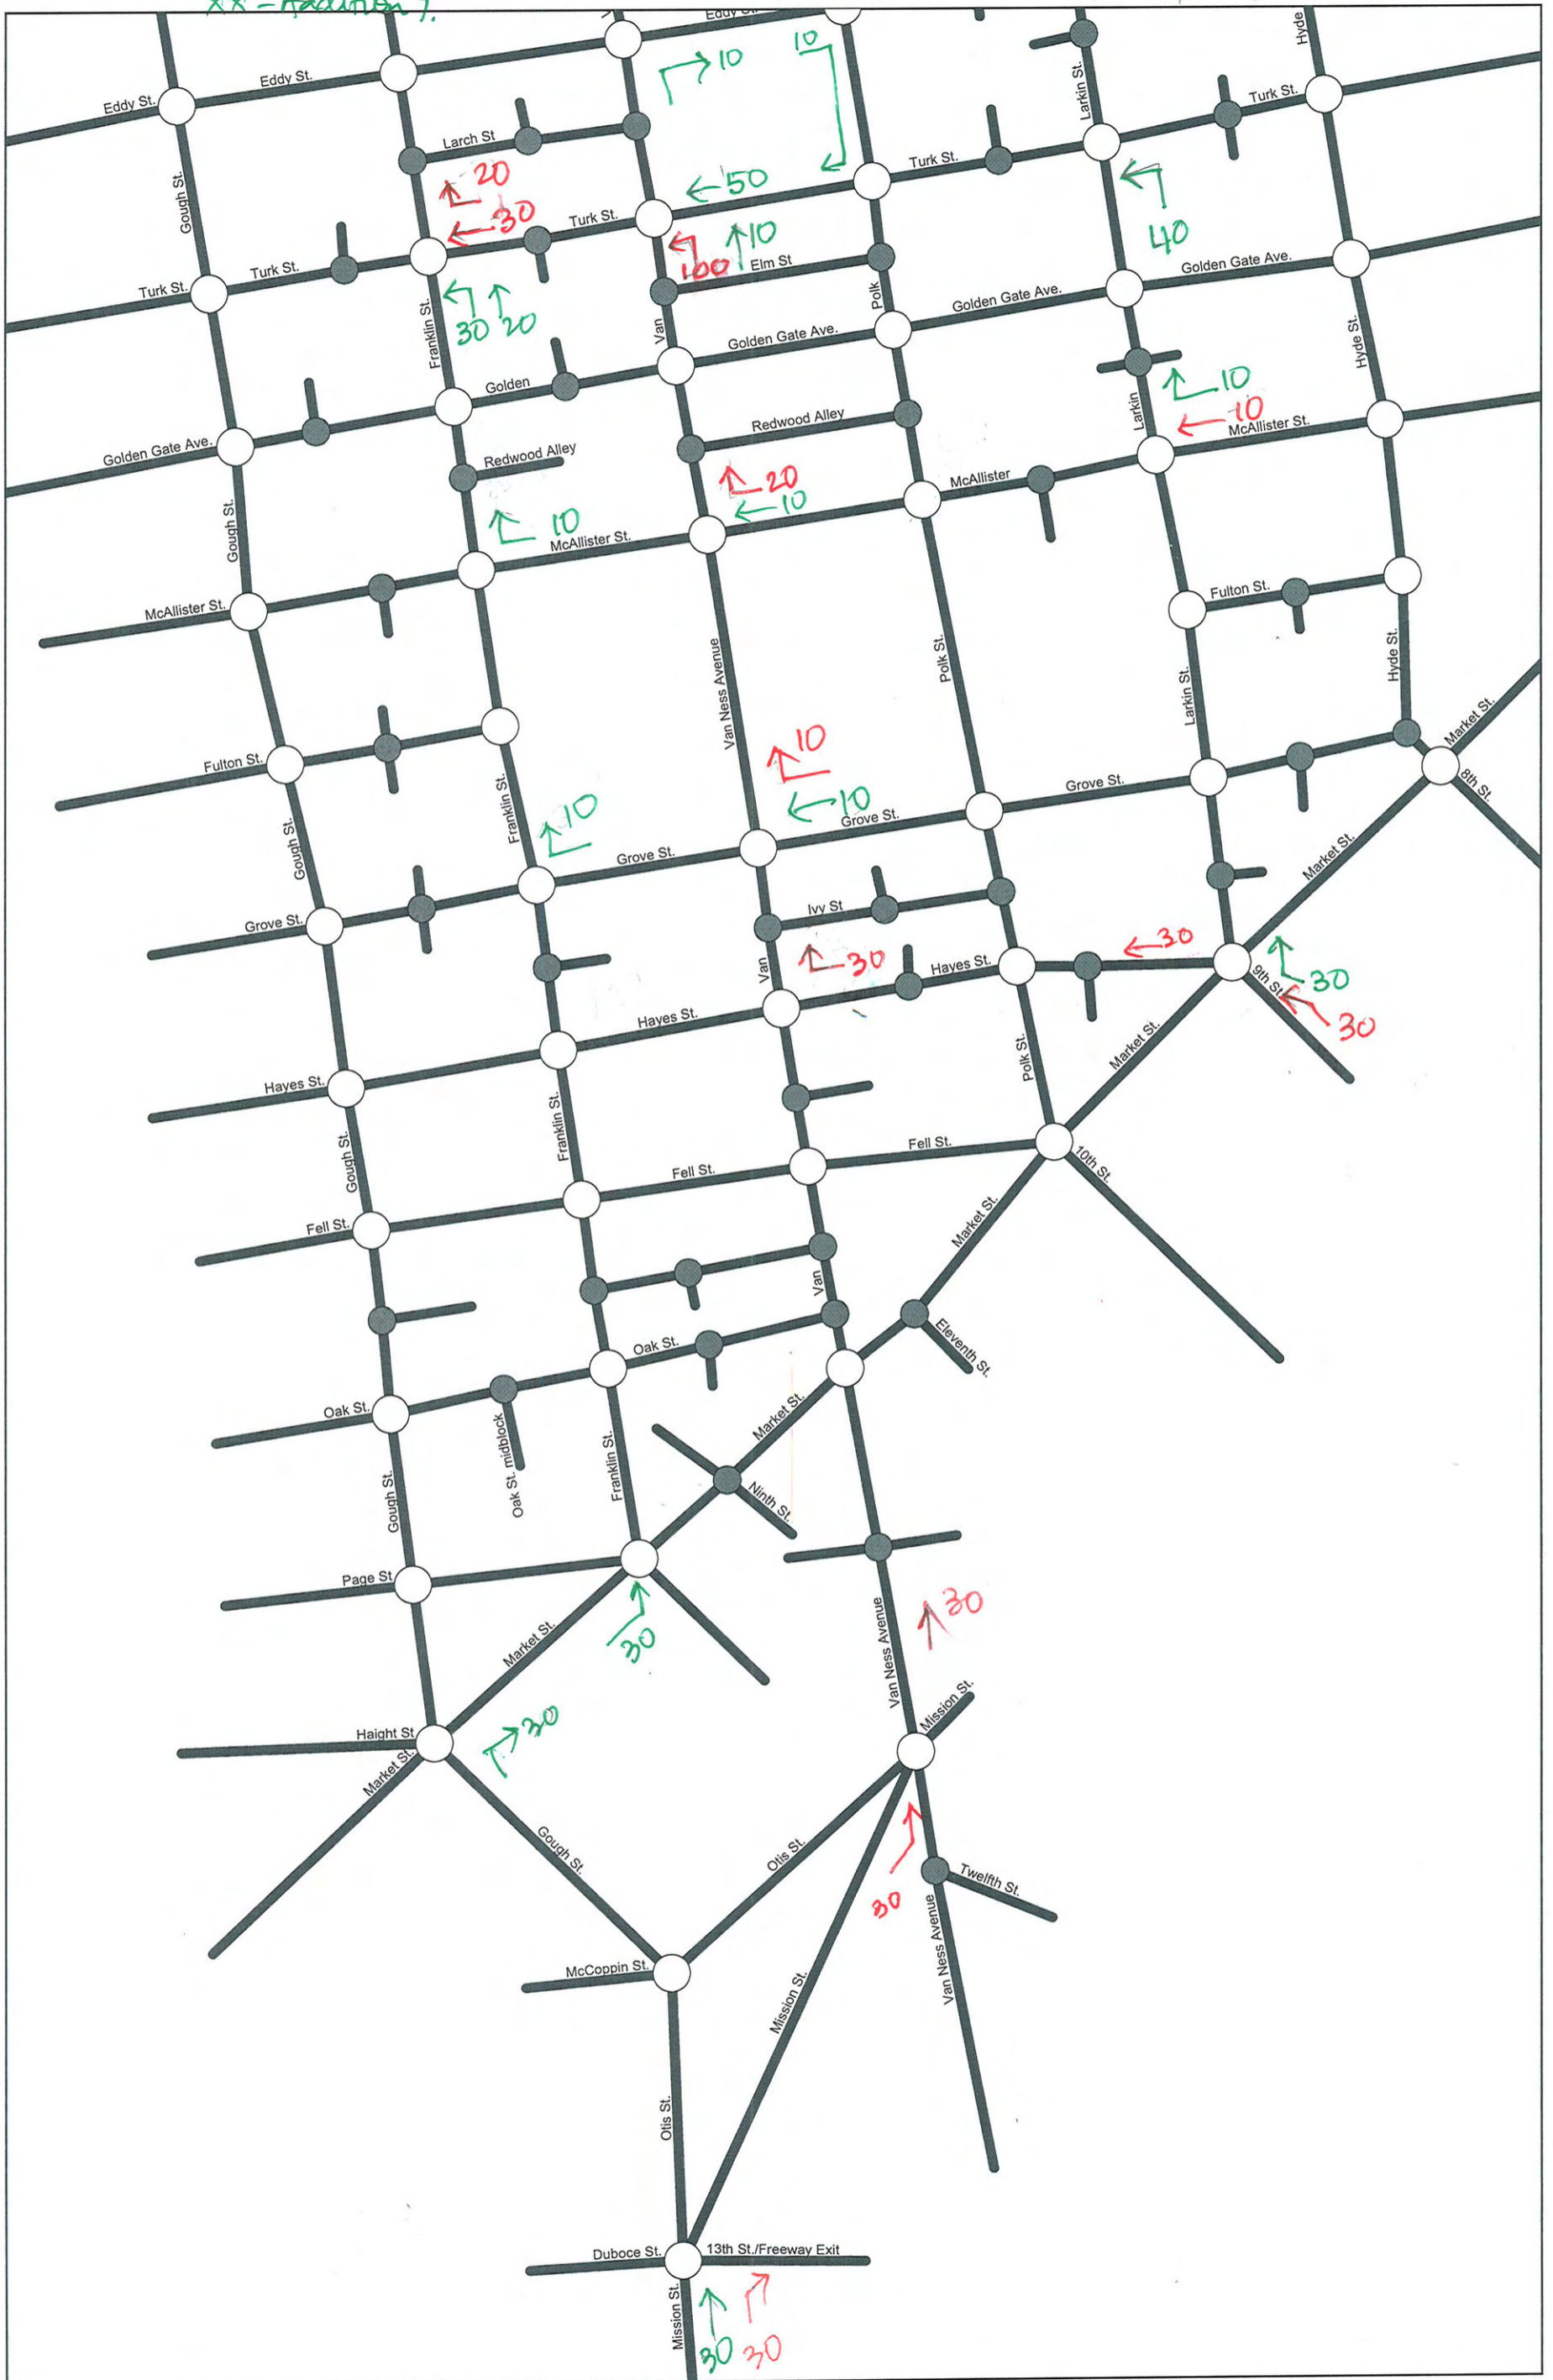 XX - Addition).
Eddy St.
Hyde
Eddy St.
Larkin St.
10
10
Eddy St.
Turk St.
Larch St
Turk St.
20
50
Gough St.
30
Turk St.
40
10
Turk St.
100
Elm St
Golden Gate Ave.
Turk St.
Polk
Golden Gate Ave.
Franklin St.
30
20
Van
Golden Gate Ave.
Hyde St.
10
Golden
Larkin
10
Redwood Alley
McAllister St.
Golden Gate Ave.
Redwood Alley
20
McAllister
10
Gough St.
10
McAllister St.
Fulton St.
McAllister St.
Polk St.
Hyde St.
Van Ness Avenue
Larkin St.
Market St.
10
Fulton St.
8th St.
Grove St.
Franklin St.
10
10
Grove St.
Gough St.
Grove St.
Market St.
Ivy St
Grove St.
30
Van
30
Hayes St.
9th St.
30
30
Hayes St.
Polk St.
Market St.
Hayes St.
Franklin St.
Fell St.
Gough St.
Fell St.
10th St.
Fell St.
Market St.
Van
Oak St.
Eleventh St.
Oak St.
Market St.
Oak St. midblock
Franklin St.
Gough St.
Ninth St.
Page St
30
Van Ness Avenue
Market St.
30
30
Mission St.
Haight St
Market St.
Gough St.
Otis St.
Twelfth St.
30
Van Ness Avenue
McCoppin St.
Mission St.
Otis St.
Duboce St.
13th St./Freeway Exit
Mission St.
30
30